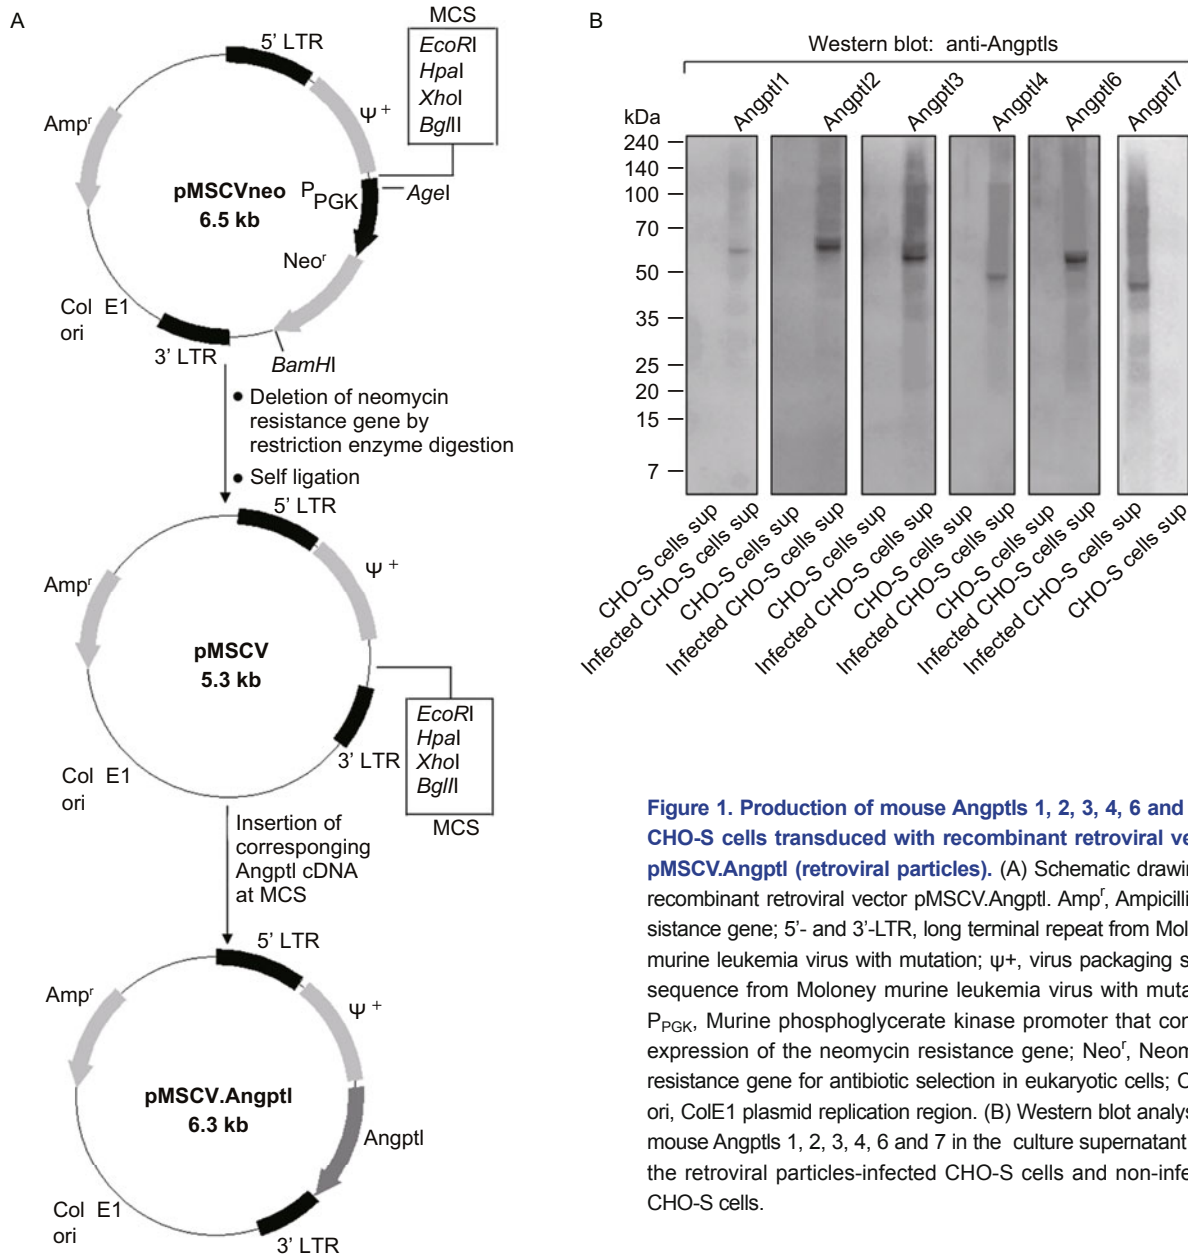 A
MCS
EcoRI
HpaI
XhoI
BglII
5' LTR
Ψ +
Ampʳ
pMSCVneo
6.5 kb
P PGK
AgeI
Neoʳ
Col E1
ori
3' LTR
BamHI
• Deletion of neomycin
resistance gene by
restriction enzyme digestion
• Self ligation
5' LTR
Ψ +
Ampʳ
pMSCV
5.3 kb
EcoRI
HpaI
XhoI
BglII
MCS
3' LTR
Col E1
ori
Insertion of
corresponging
Angptl cDNA
at MCS
5' LTR
Ψ +
Ampʳ
pMSCV.Angptl
6.3 kb
Angptl
Col E1
ori
3' LTR
B
Western blot: anti-Angptls
Angptl1
Angptl2
Angptl3
Angptl4
Angptl6
Angptl7
kDa
240
140
100
70
50
35
25
20
15
7
CHO-S cells sup
Infected CHO-S cells sup
CHO-S cells sup
Infected CHO-S cells sup
CHO-S cells sup
Infected CHO-S cells sup
CHO-S cells sup
Infected CHO-S cells sup
CHO-S cells sup
Infected CHO-S cells sup
Infected CHO-S cells sup
CHO-S cells sup
Figure 1. Production of mouse Angptls 1, 2, 3, 4, 6 and
CHO-S cells transduced with recombinant retroviral ve
pMSCV.Angptl (retroviral particles). (A) Schematic drawin
recombinant retroviral vector pMSCV.Angptl. Ampʳ, Ampicilli
sistance gene; 5'- and 3'-LTR, long terminal repeat from Mol
murine leukemia virus with mutation; ψ+, virus packaging s
sequence from Moloney murine leukemia virus with muta
PPGK, Murine phosphoglycerate kinase promoter that con
expression of the neomycin resistance gene; Neoʳ, Neom
resistance gene for antibiotic selection in eukaryotic cells; C
ori, ColE1 plasmid replication region. (B) Western blot analys
mouse Angptls 1, 2, 3, 4, 6 and 7 in the culture supernatant
the retroviral particles-infected CHO-S cells and non-infe
CHO-S cells.